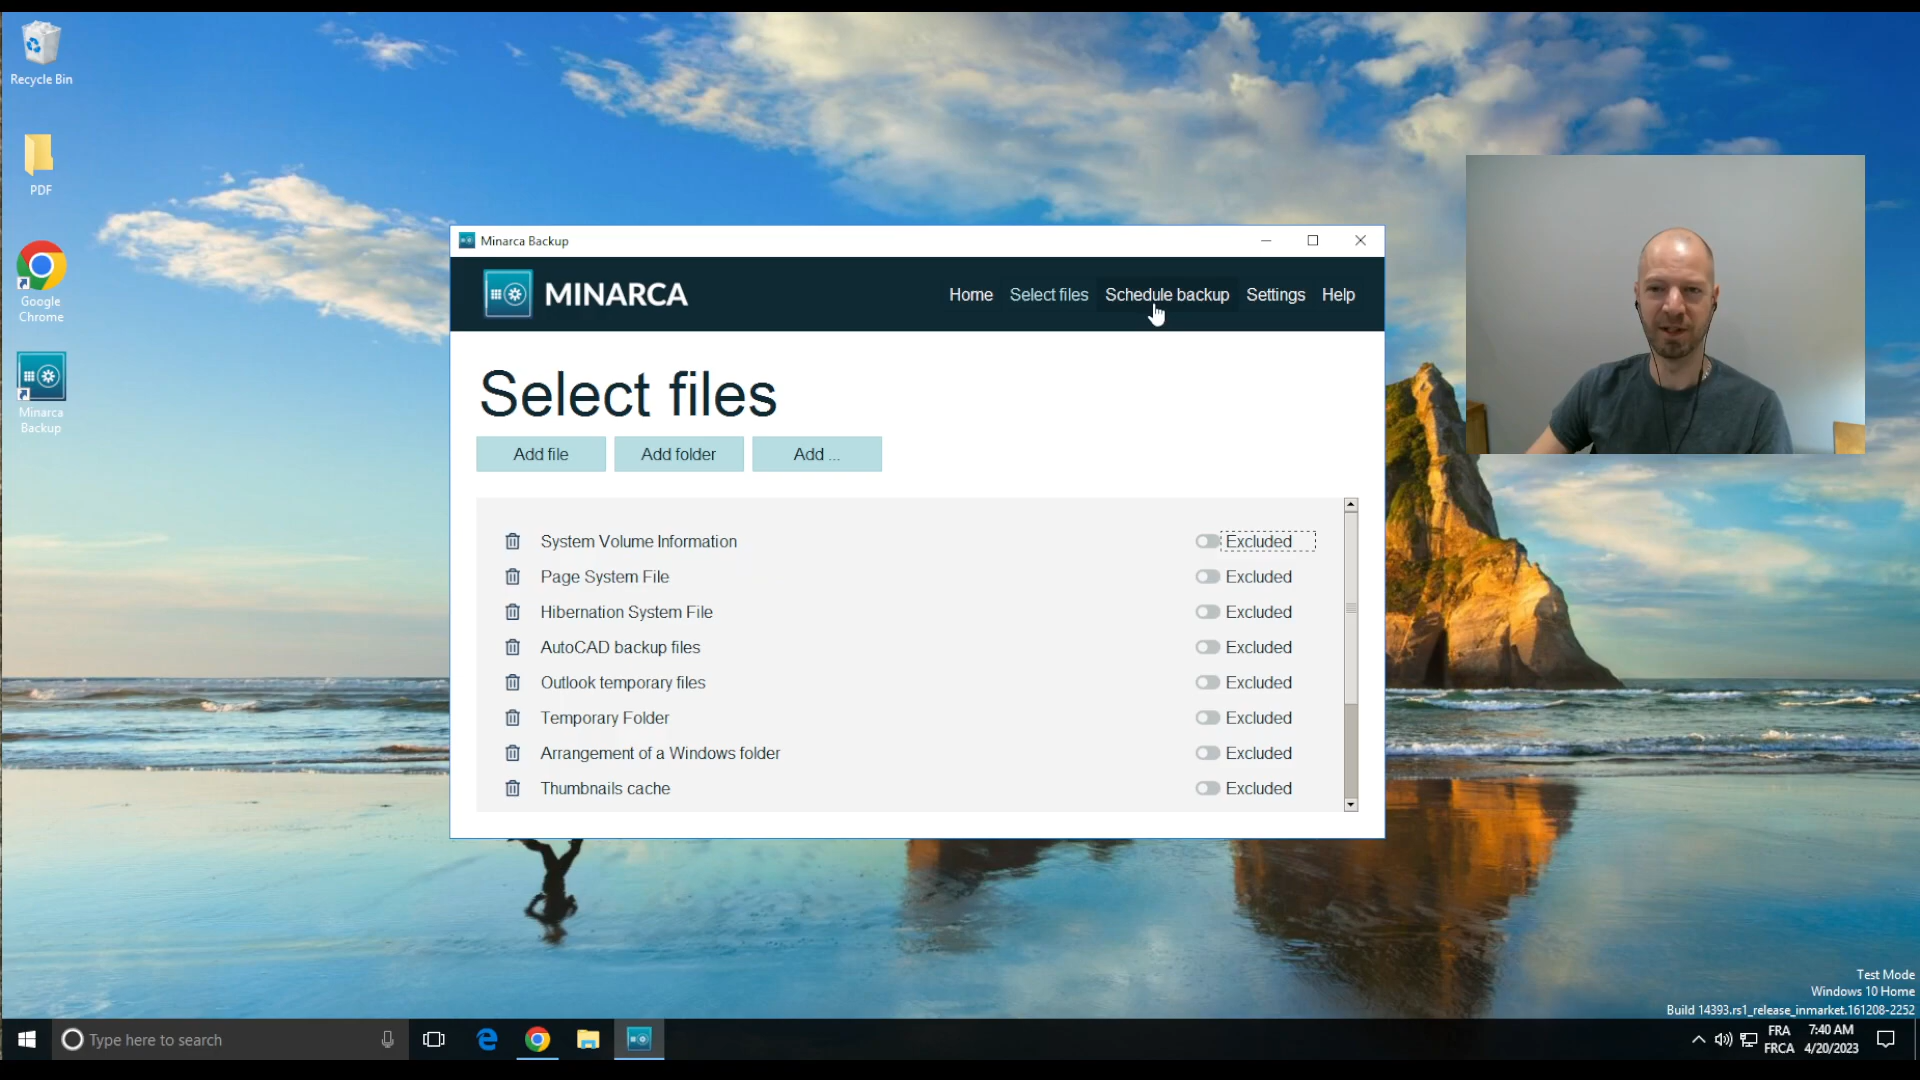 Recycle Bin
PDF
Google
Chrome
Minarca
Backup
Minarca Backup
MINARCA
Home Select files Schedule backup Settings Help
Select files
Add file Add folder Add ...
System Volume Information Excluded
Page System File Excluded
Hibernation System File Excluded
AutoCAD backup files Excluded
Outlook temporary files Excluded
Temporary Folder Excluded
Arrangement of a Windows folder Excluded
Thumbnails cache Excluded
Test Mode
Windows 10 Home
Build 14393.rs1_release_inmarket.161208-2252
Type here to search
FRA 7:40 AM
FRCA 4/20/2023